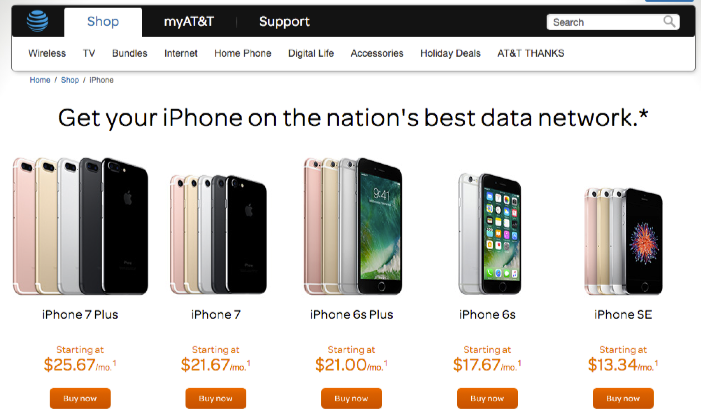 Shop myAT&T Support Search
Wireless TV Bundles Internet Home Phone Digital Life Accessories Holiday Deals AT&T THANKS
Home / Shop / iPhone
Get your iPhone on the nation's best data network.*
9:41
iPhone 7 Plus iPhone 7 iPhone 6s Plus iPhone 6s iPhone SE
Starting at Starting at Starting at Starting at Starting at
$25.67/mo.¹ $21.67/mo.¹ $21.00/mo.¹ $17.67/mo.¹ $13.34/mo.¹
Buy now Buy now Buy now Buy now Buy now